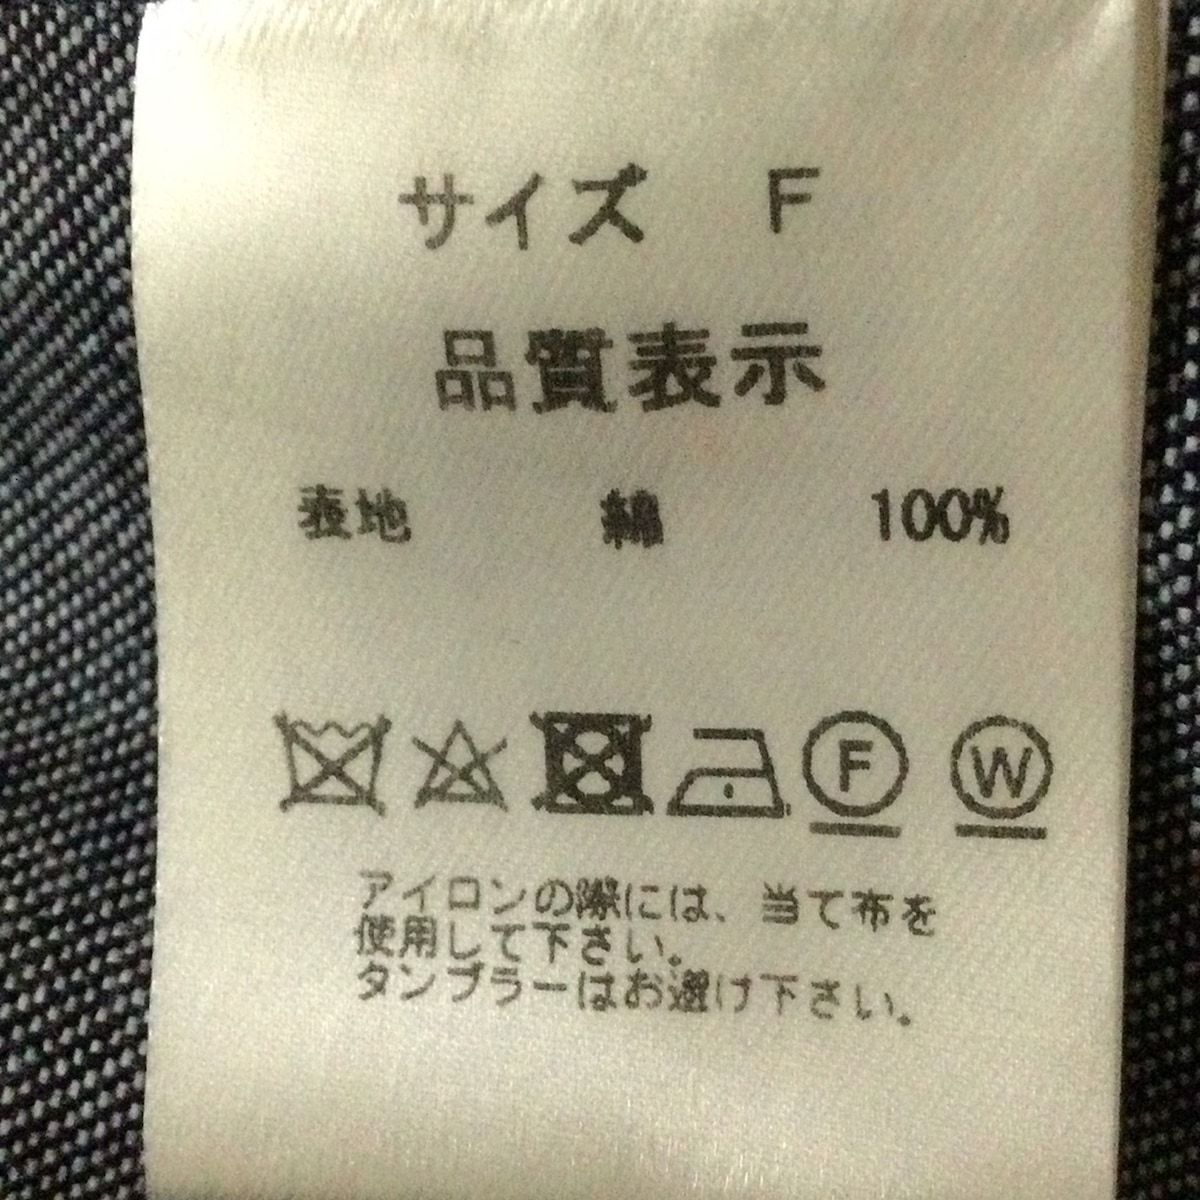 サイズ F
品質表示
表地 綿 100%
F W
アイロンの際には、当て布を
使用して下さい。
タンブラーはお避け下さい。